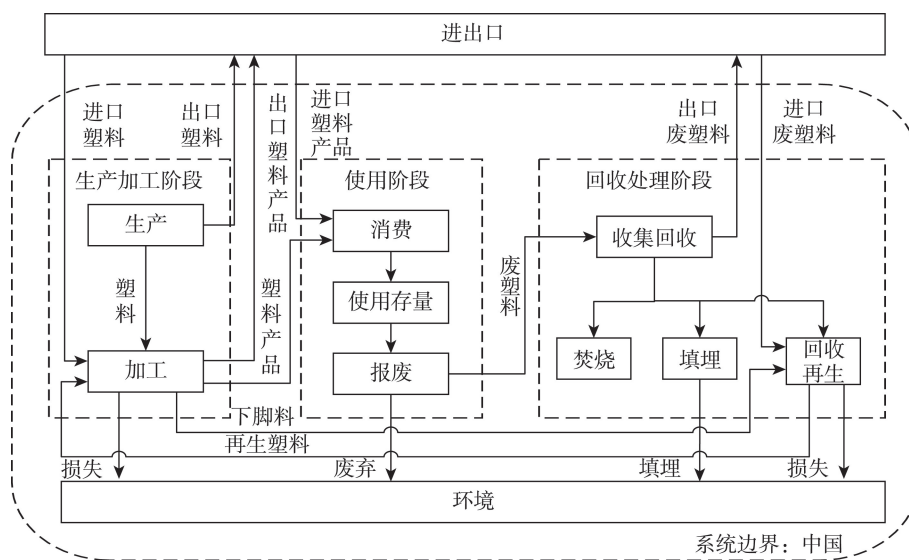 进出口
进口
塑料
出口
塑料
出口塑料产品
进口
塑料
产品
出口
废塑料
进口
废塑料
生产加工阶段
使用阶段
回收处理阶段
生产
消费
收集回收
塑料
塑料产品
使用存量
废塑料
加工
报废
焚烧
填埋
回收
再生
下脚料
再生塑料
损失
废弃
填埋
损失
环境
系统边界：中国